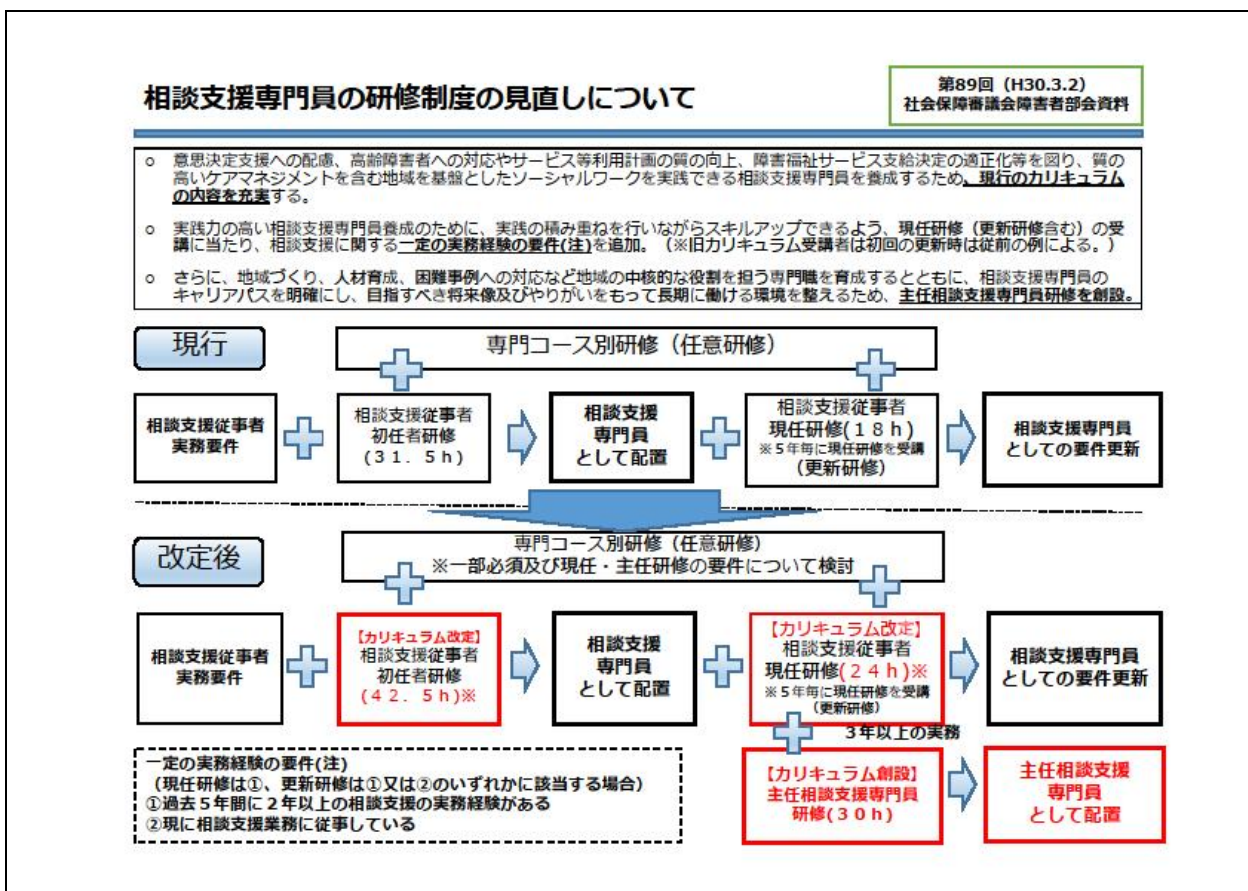 相談支援専門員の研修制度の見直しについて
第89回（H30.3.2）
社会保障審議会障害者部会資料
○ 意思決定支援への配慮、高齢障害者への対応やサービス等利用計画の質の向上、障害福祉サービス支給決定の適正化等を図り、質の
高いケアマネジメントを含む地域を基盤としたソーシャルワークを実践できる相談支援専門員を養成するため、現行のカリキュラム
の内容を充実する。
○ 実践力の高い相談支援専門員養成のために、実践の積み重ねを行いながらスキルアップできるよう、現任研修（更新研修含む）の受
講に当たり、相談支援に関する一定の実務経験の要件(注)を追加。（※旧カリキュラム受講者は初回の更新時は従前の例による。）
○ さらに、地域づくり、人材育成、困難事例への対応など地域の中核的な役割を担う専門職を育成するとともに、相談支援専門員の
キャリアパスを明確にし、目指すべき将来像及びやりがいをもって長期に働ける環境を整えるため、主任相談支援専門員研修を創設。
現行
専門コース別研修（任意研修）
相談支援従事者
実務要件
相談支援従事者
初任者研修
(３１．５ｈ)
相談支援
専門員
として配置
相談支援従事者
現任研修(１８ｈ)
※５年毎に現任研修を受講
(更新研修)
相談支援専門員
としての要件更新
改定後
専門コース別研修（任意研修）
※一部必須及び現任・主任研修の要件について検討
相談支援従事者
実務要件
【カリキュラム改定】
相談支援従事者
初任者研修
(４２．５ｈ)※
相談支援
専門員
として配置
【カリキュラム改定】
相談支援従事者
現任研修(２４ｈ)※
※５年毎に現任研修を受講
(更新研修)
相談支援専門員
としての要件更新
３年以上の実務
一定の実務経験の要件(注)
（現任研修は①、更新研修は①又は②のいずれかに該当する場合）
①過去５年間に２年以上の相談支援の実務経験がある
②現に相談支援業務に従事している
【カリキュラム創設】
主任相談支援専門員
研修(３０ｈ)
主任相談支援
専門員
として配置